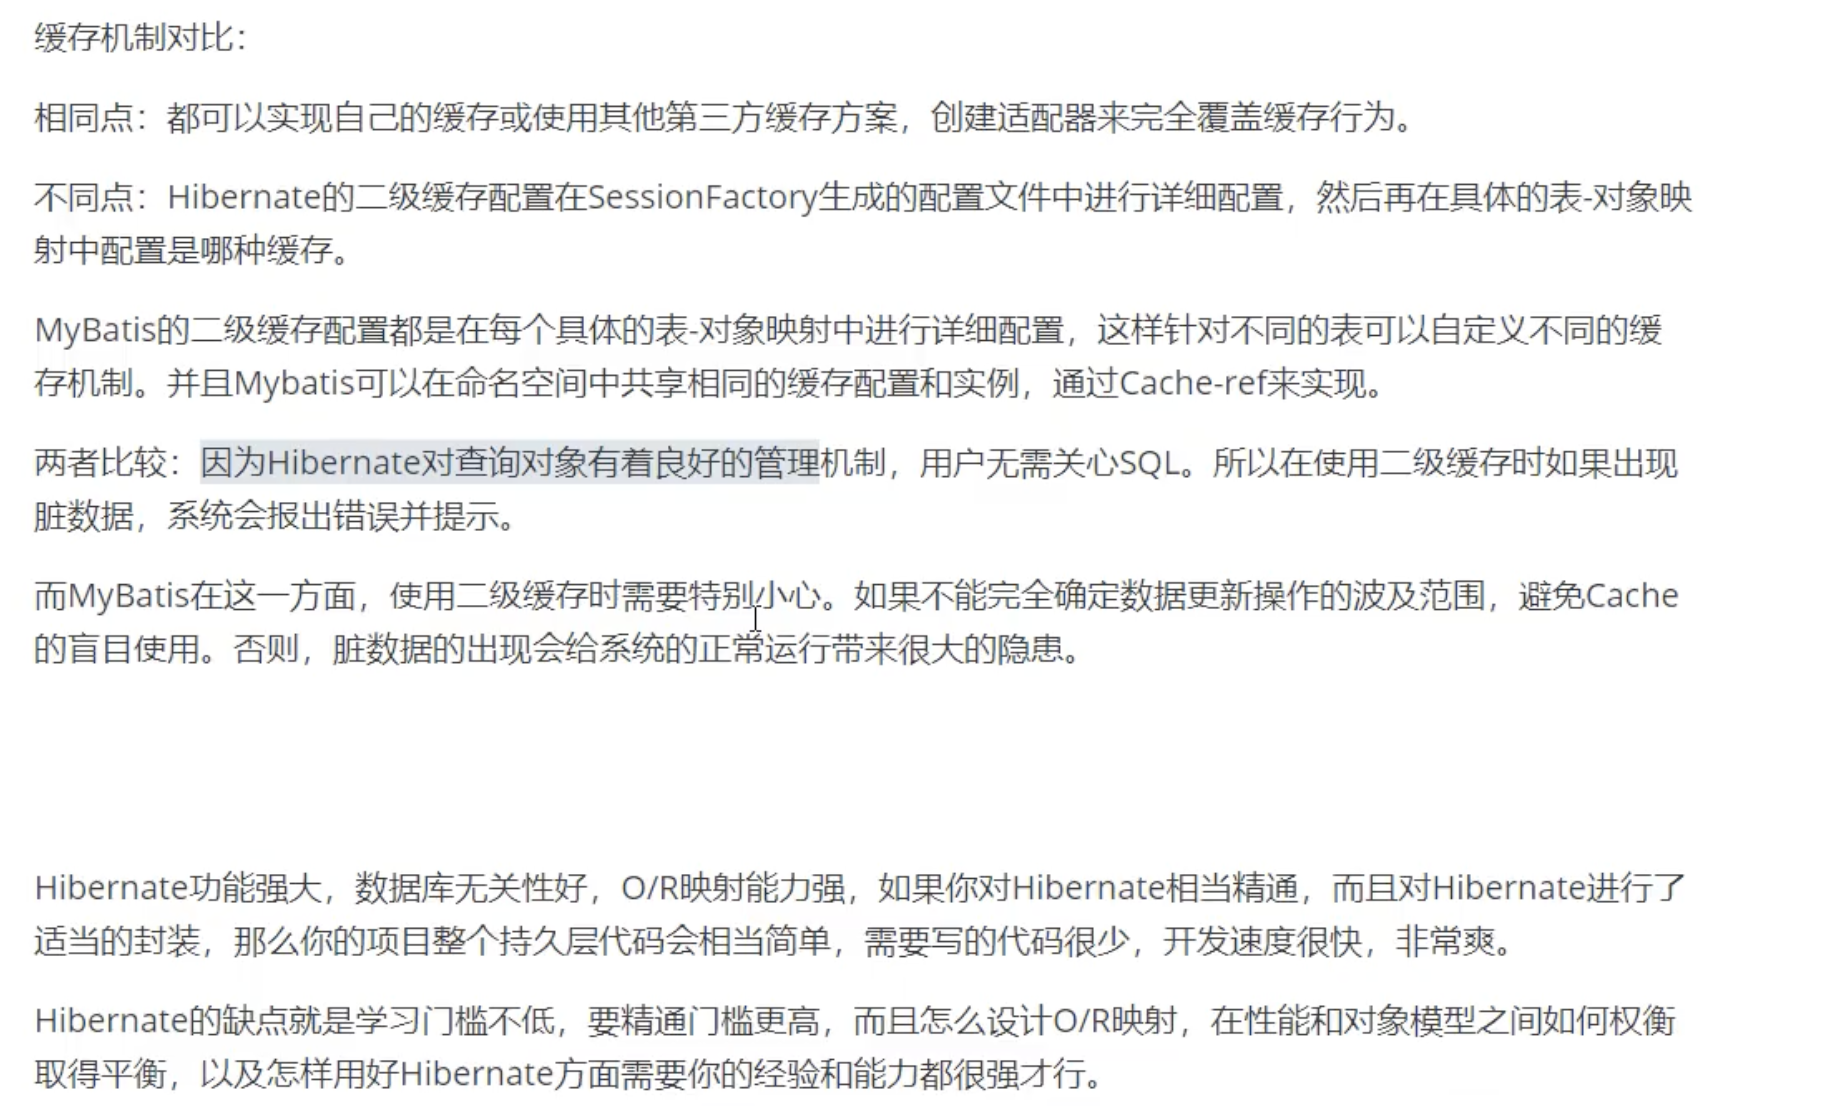 缓存机制对比：
相同点：都可以实现自己的缓存或使用其他第三方缓存方案，创建适配器来完全覆盖缓存行为。
不同点：Hibernate的二级缓存配置在SessionFactory生成的配置文件中进行详细配置，然后再在具体的表-对象映
射中配置是哪种缓存。
MyBatis的二级缓存配置都是在每个具体的表-对象映射中进行详细配置，这样针对不同的表可以自定义不同的缓
存机制。并且Mybatis可以在命名空间中共享相同的缓存配置和实例，通过Cache-ref来实现。
两者比较：因为Hibernate对查询对象有着良好的管理机制，用户无需关心SQL。所以在使用二级缓存时如果出现
脏数据，系统会报出错误并提示。
而MyBatis在这一方面，使用二级缓存时需要特别小心。如果不能完全确定数据更新操作的波及范围，避免Cache
的盲目使用。否则，脏数据的出现会给系统的正常运行带来很大的隐患。
Hibernate功能强大，数据库无关性好，O/R映射能力强，如果你对Hibernate相当精通，而且对Hibernate进行了
适当的封装，那么你的项目整个持久层代码会相当简单，需要写的代码很少，开发速度很快，非常爽。
Hibernate的缺点就是学习门槛不低，要精通门槛更高，而且怎么设计O/R映射，在性能和对象模型之间如何权衡
取得平衡，以及怎样用好Hibernate方面需要你的经验和能力都很强才行。